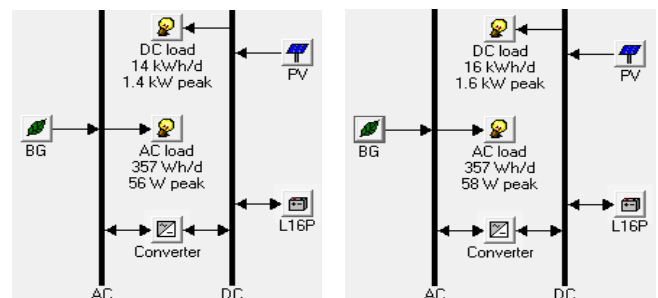 DC load
14 kWh/d
1.4 kW peak
PV
BG
AC load
357 Wh/d
56 W peak
L16P
Converter
AC DC
DC load
16 kWh/d
1.6 kW peak
PV
BG
AC load
357 Wh/d
58 W peak
L16P
Converter
AC DC